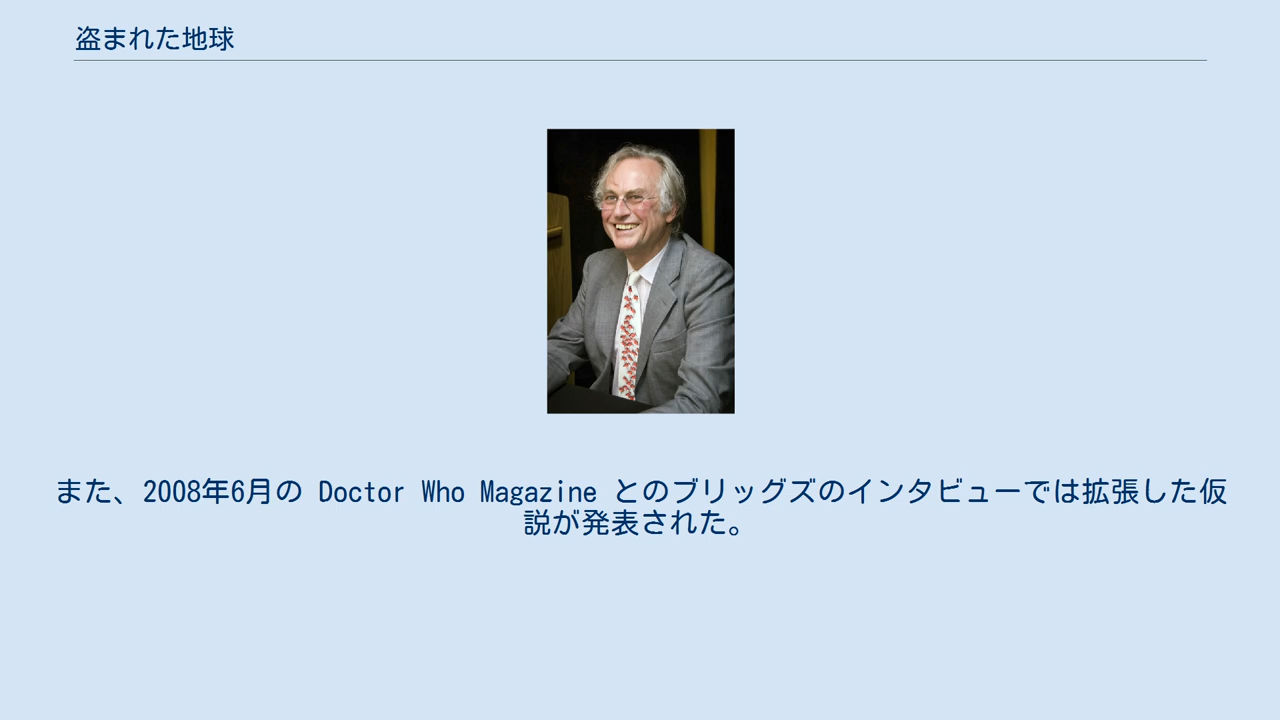 盗まれた地球
また、2008年6月の Doctor Who Magazine とのブリッグズのインタビューでは拡張した仮
説が発表された。